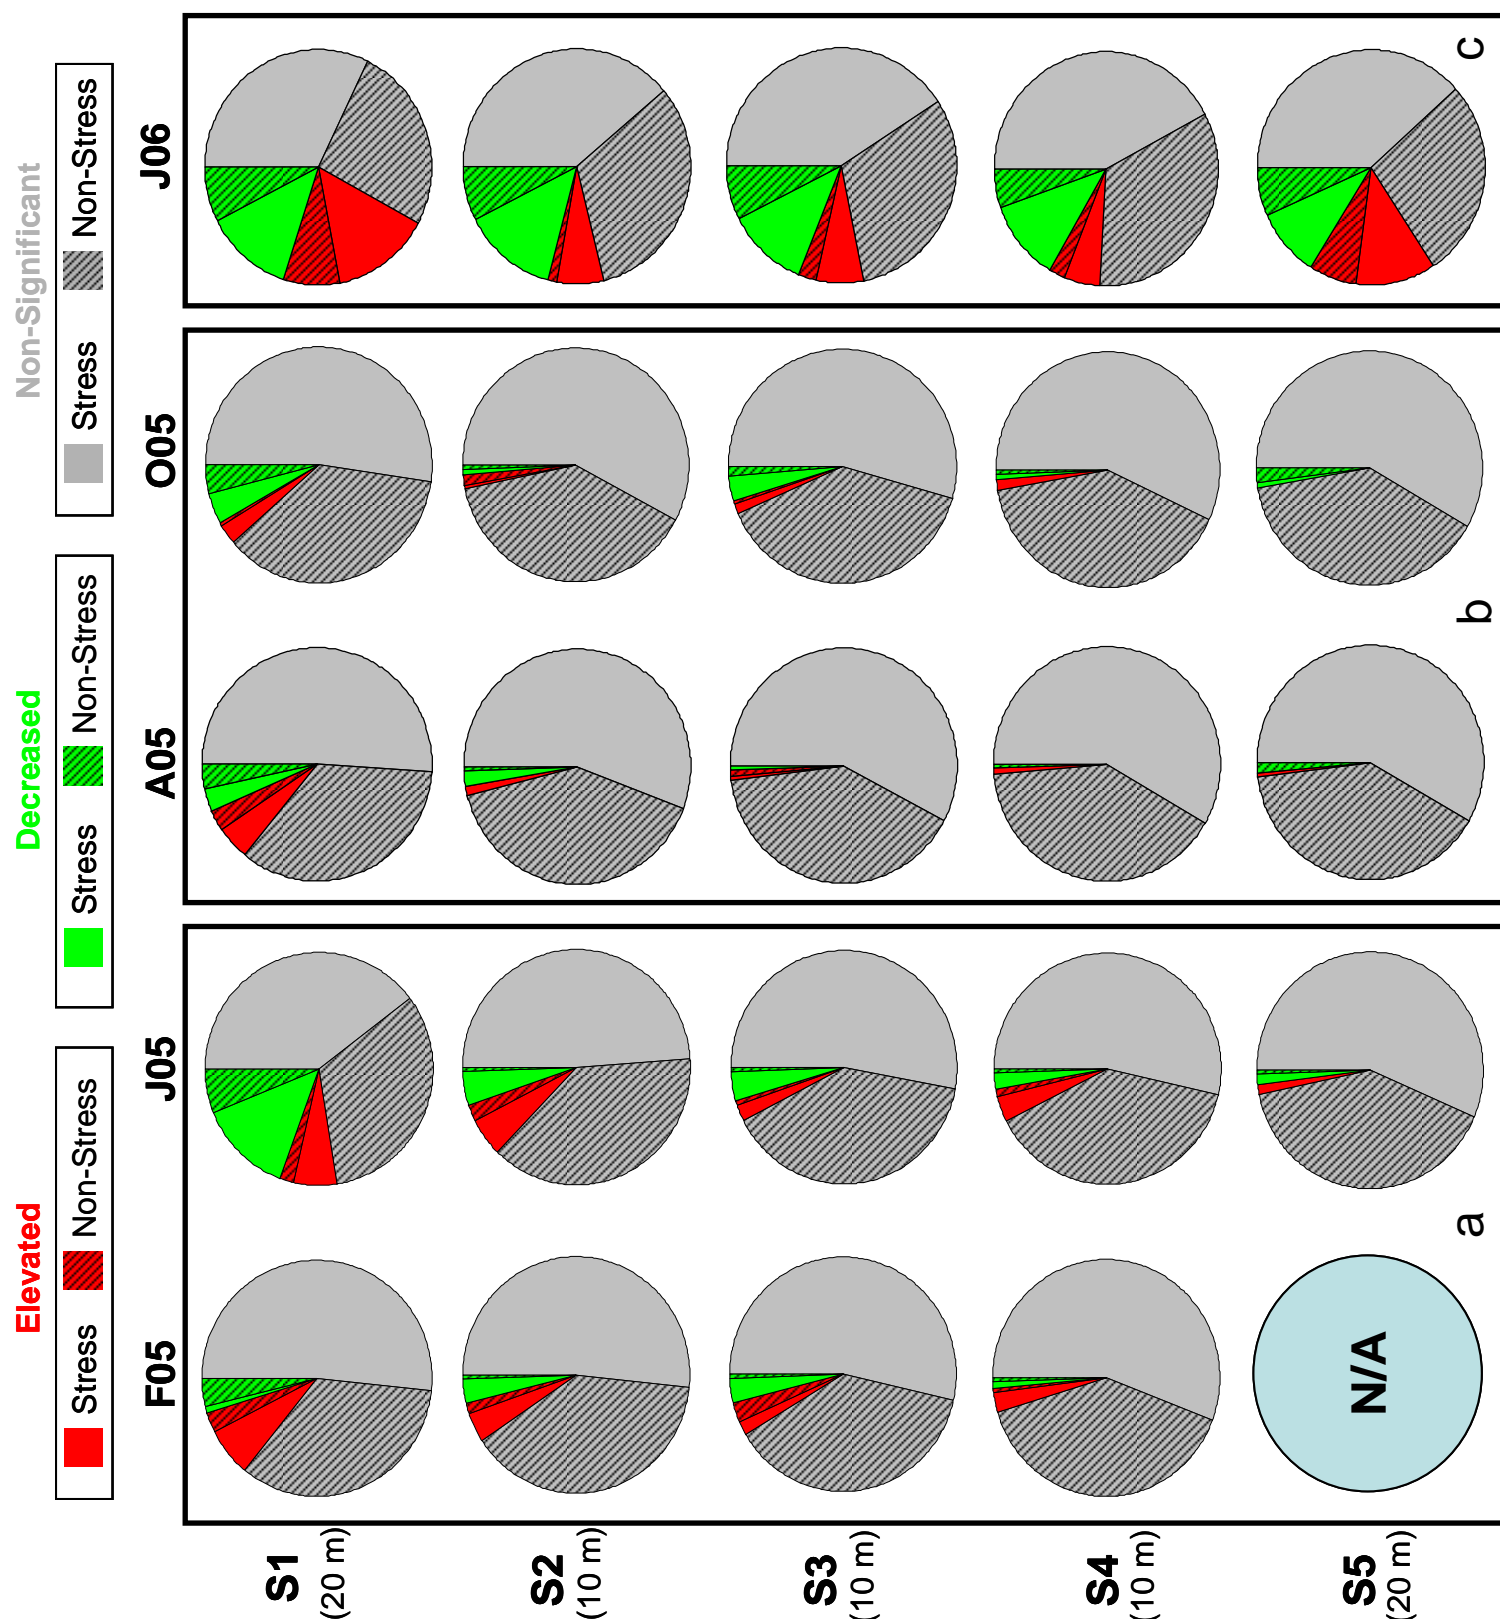 Elevated
Decreased
Non-Significant
Stress
Non-Stress
Stress
Non-Stress
Stress
Non-Stress
F05
J05
A05
O05
J06
S1
(20 m)
S2
(10 m)
S3
(10 m)
S4
(10 m)
S5
(20 m)
N/A
a
b
c